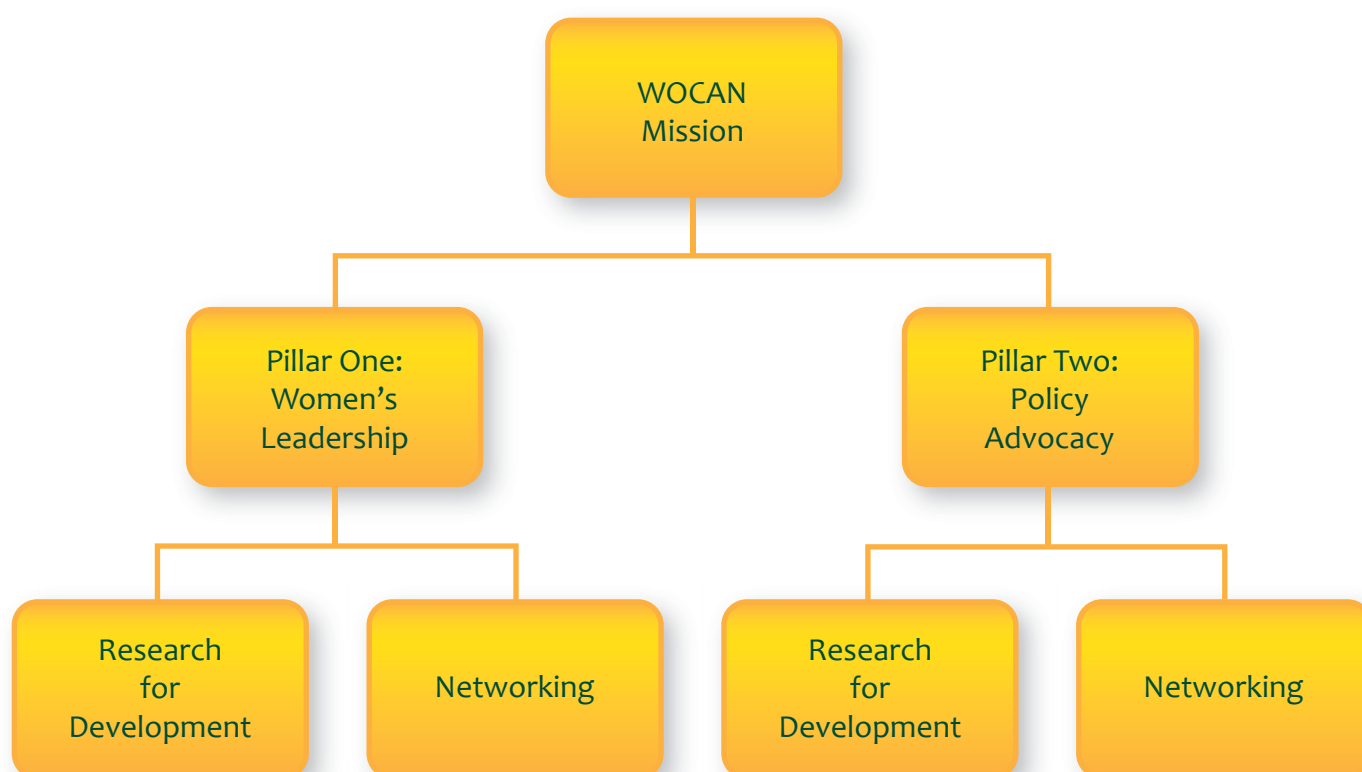 WOCAN
Mission
Pillar One:
Women’s
Leadership
Pillar Two:
Policy
Advocacy
Research
for
Development
Networking
Research
for
Development
Networking